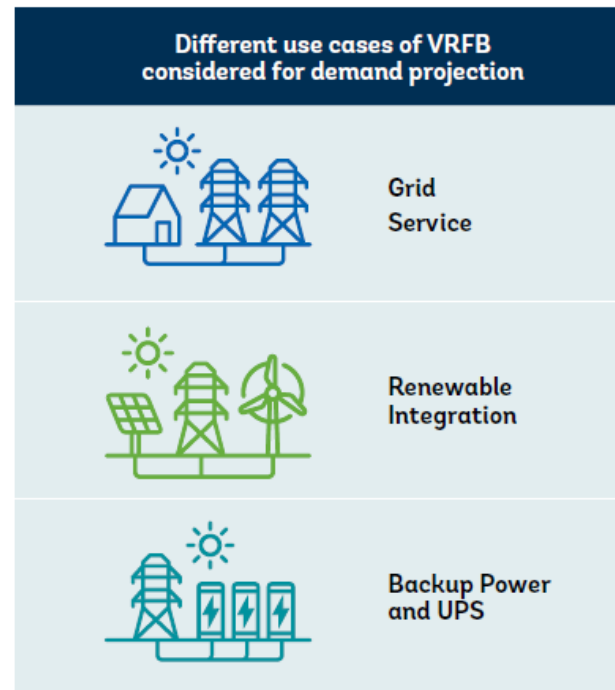 Different use cases of VRFB
considered for demand projection
Grid
Service
Renewable
Integration
Backup Power
and UPS